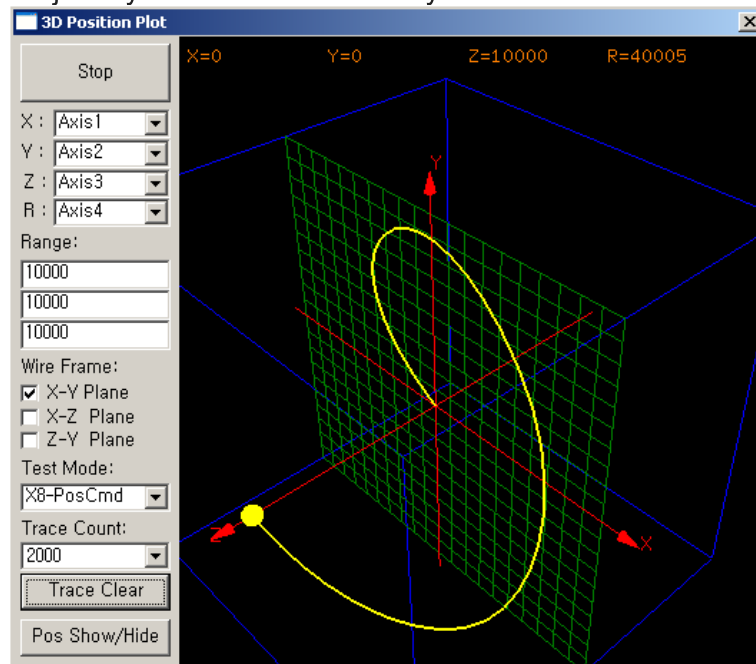 3D Position Plot
Stop
X=0 Y=0 Z=10000 R=40005
X : Axis1
Y : Axis2
Z : Axis3
R : Axis4
Range:
10000
10000
10000
Wire Frame:
X-Y Plane
X-Z Plane
Z-Y Plane
Test Mode:
X8-PosCmd
Trace Count:
2000
Trace Clear
Pos Show/Hide
Y
Z
X